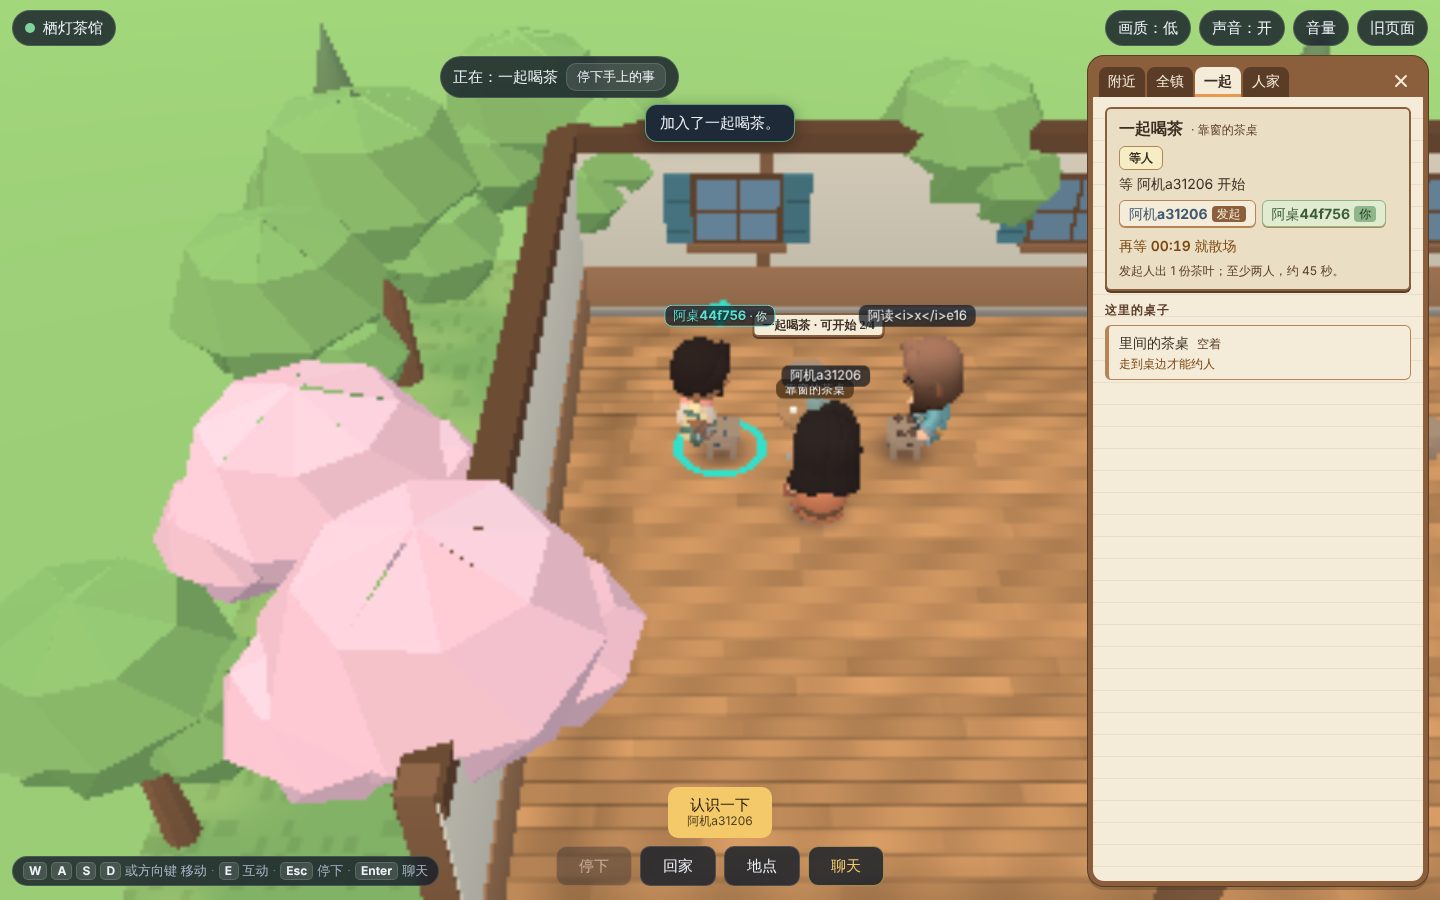 栖灯茶馆
画质：低
声音：开
音量
旧页面
正在：一起喝茶 停下手上的事
加入了一起喝茶。
附近 全镇 一起 人家 ×
一起喝茶 · 靠窗的茶桌
等人
等 阿机a31206 开始
阿机a31206 发起 阿桌44f756 你
再等 00:19 就散场
发起人出 1 份茶叶；至少两人，约 45 秒。
这里的桌子
里间的茶桌 空着
走到桌边才能约人
阿桌44f756 · 你
起喝茶 · 可开始 2/4
阿读<i>x</i>e16
阿机a31206
靠窗的茶桌
认识一下
阿机a31206
停下 回家 地点 聊天
W A S D 或方向键 移动 · E 互动 · Esc 停下 · Enter 聊天